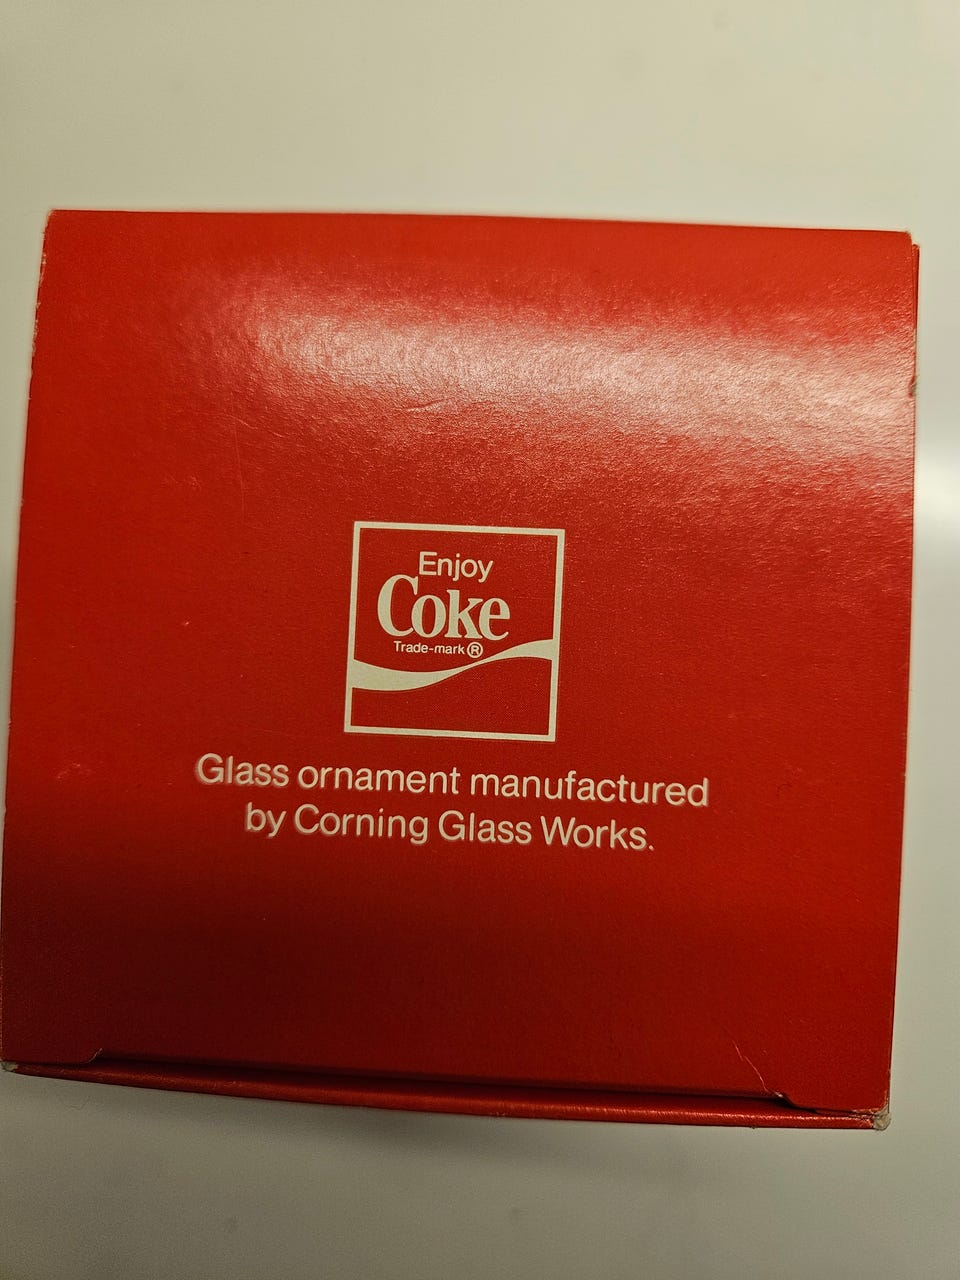 Enjoy
Coke
Trade-mark®
Glass ornament manufactured
by Corning Glass Works.